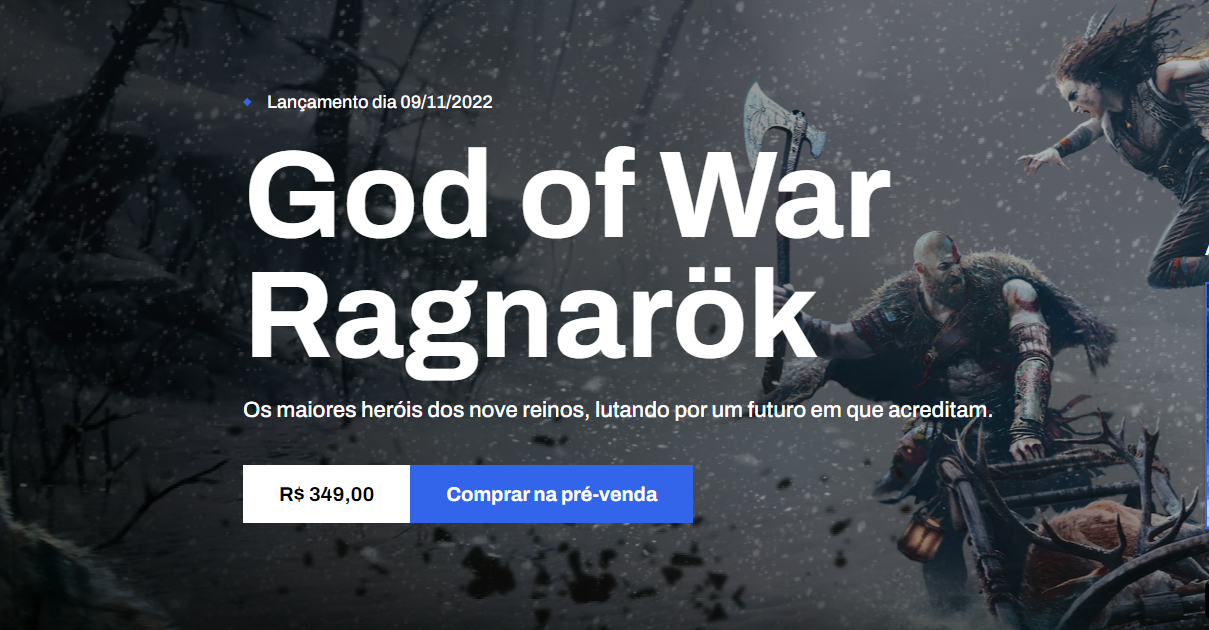 Lançamento dia 09/11/2022
God of War
Ragnarök
Os maiores heróis dos nove reinos, lutando por um futuro em que acreditam.
R$ 349,00 Comprar na pré-venda